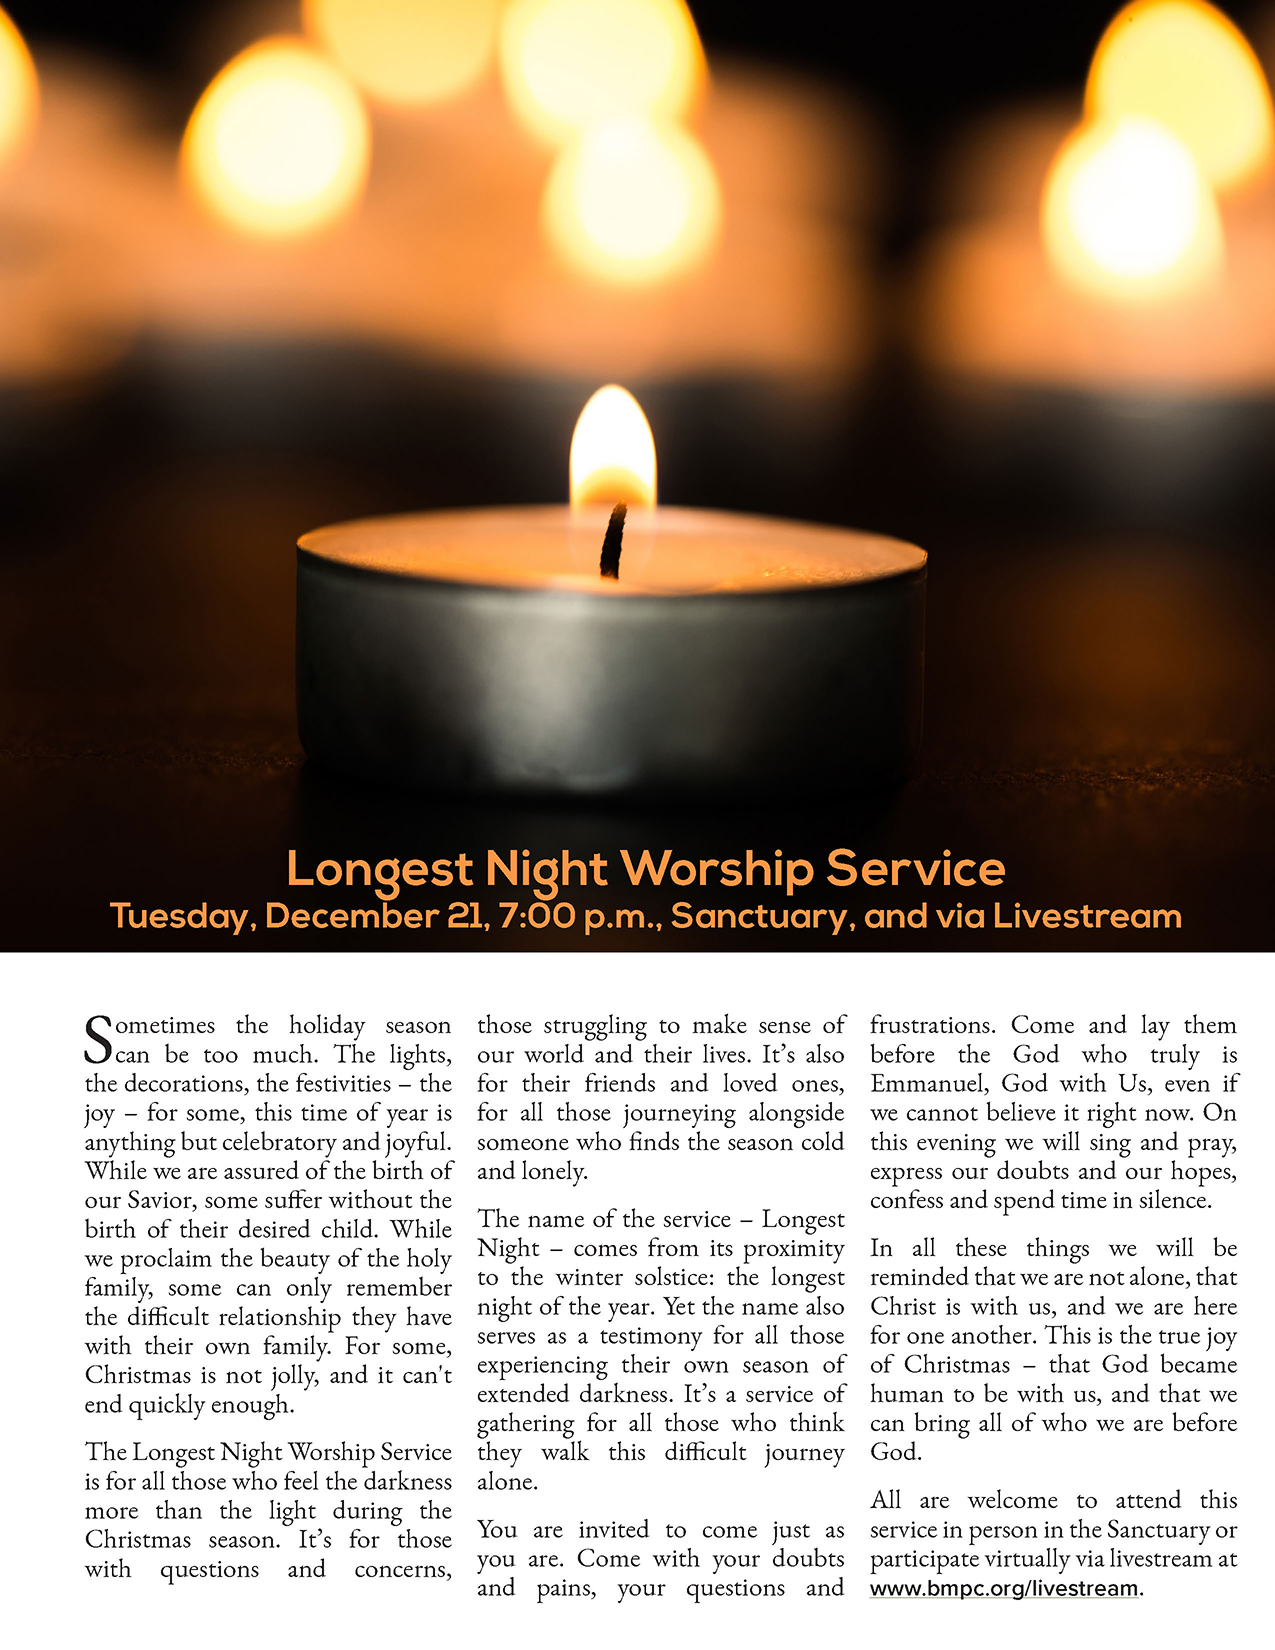 Longest Night Worship Service
Tuesday, December 21, 7:00 p.m., Sanctuary, and via Livestream
Sometimes the holiday season
can be too much. The lights,
the decorations, the festivities – the
joy – for some, this time of year is
anything but celebratory and joyful.
While we are assured of the birth of
our Savior, some suffer without the
birth of their desired child. While
we proclaim the beauty of the holy
family, some can only remember
the difficult relationship they have
with their own family. For some,
Christmas is not jolly, and it can't
end quickly enough.
The Longest Night Worship Service
is for all those who feel the darkness
more than the light during the
Christmas season. It’s for those
with questions and concerns,
those struggling to make sense of
our world and their lives. It’s also
for their friends and loved ones,
for all those journeying alongside
someone who finds the season cold
and lonely.
The name of the service – Longest
Night – comes from its proximity
to the winter solstice: the longest
night of the year. Yet the name also
serves as a testimony for all those
experiencing their own season of
extended darkness. It’s a service of
gathering for all those who think
they walk this difficult journey
alone.
You are invited to come just as
you are. Come with your doubts
and pains, your questions and
frustrations. Come and lay them
before the God who truly is
Emmanuel, God with Us, even if
we cannot believe it right now. On
this evening we will sing and pray,
express our doubts and our hopes,
confess and spend time in silence.
In all these things we will be
reminded that we are not alone, that
Christ is with us, and we are here
for one another. This is the true joy
of Christmas – that God became
human to be with us, and that we
can bring all of who we are before
God.
All are welcome to attend this
service in person in the Sanctuary or
participate virtually via livestream at
www.bmpc.org/livestream.